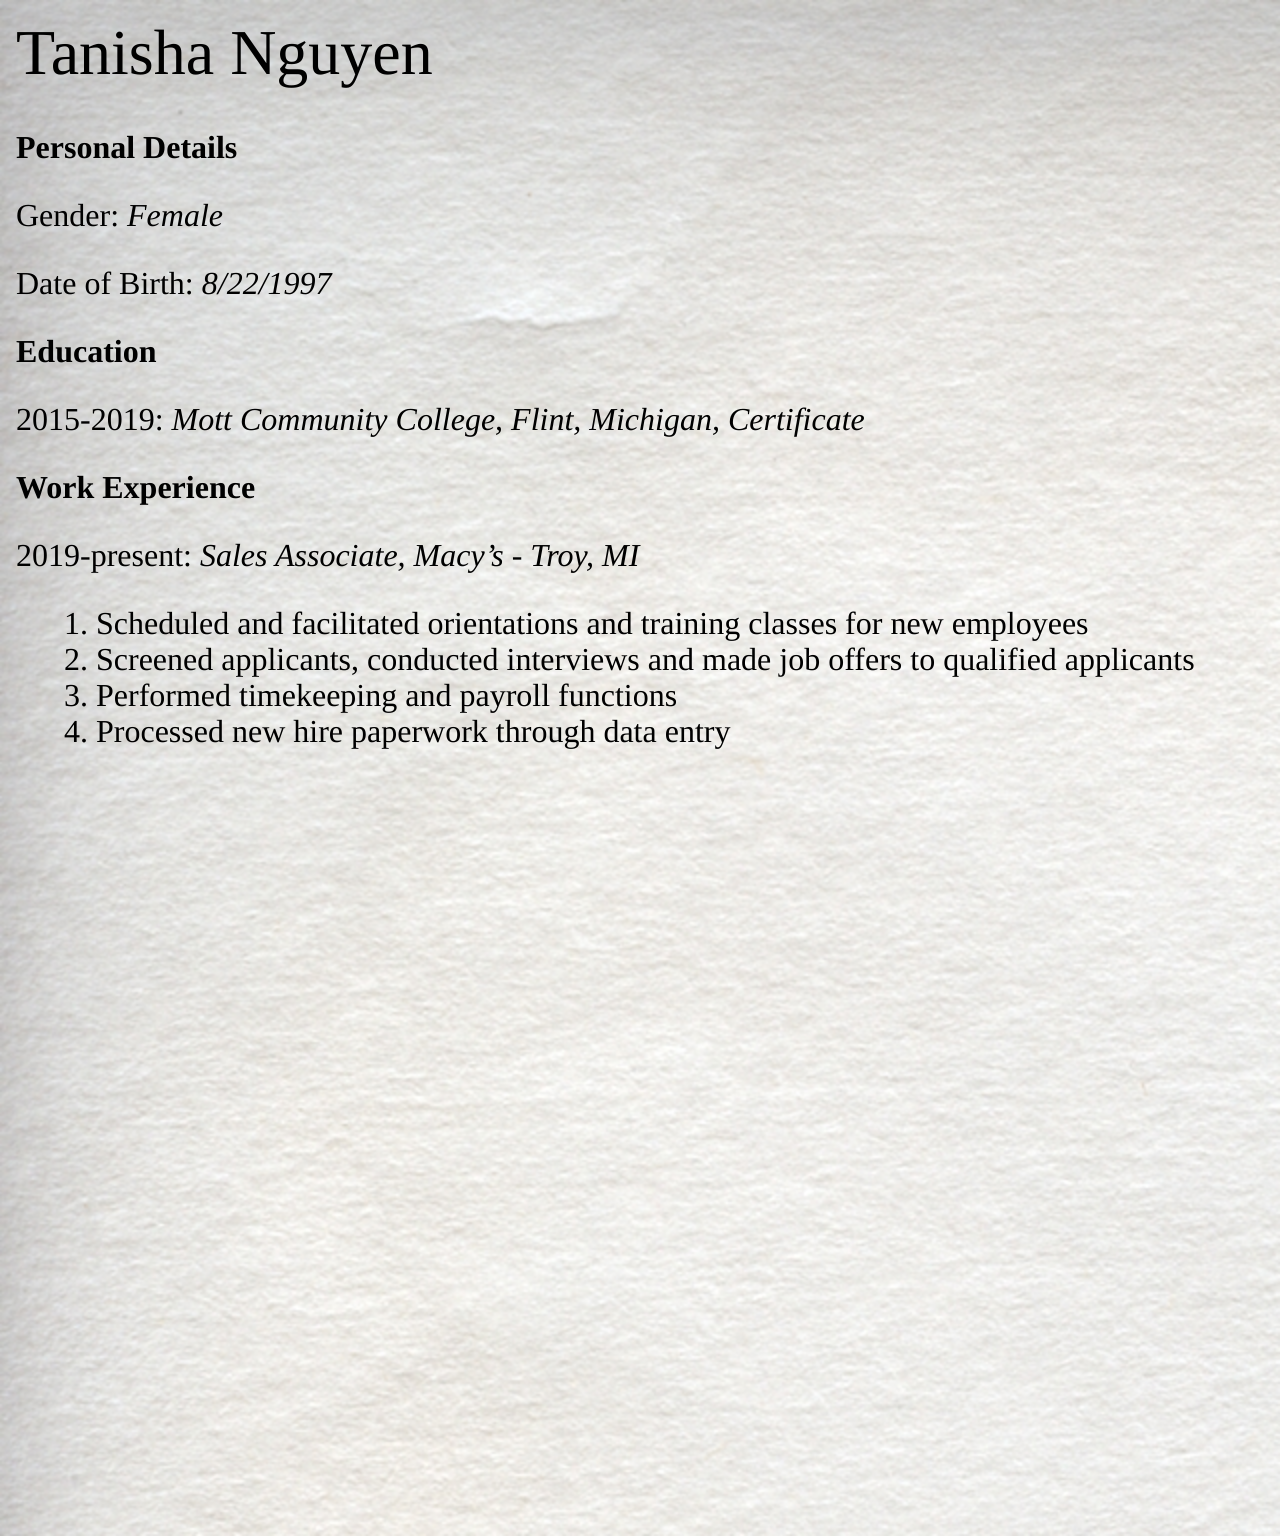 Tanisha Nguyen
Personal Details
Gender: Female
Date of Birth: 8/22/1997
Education
2015-2019: Mott Community College, Flint, Michigan, Certificate
Work Experience
2019-present: Sales Associate, Macy’s - Troy, MI
1. Scheduled and facilitated orientations and training classes for new employees
2. Screened applicants, conducted interviews and made job offers to qualified applicants
3. Performed timekeeping and payroll functions
4. Processed new hire paperwork through data entry